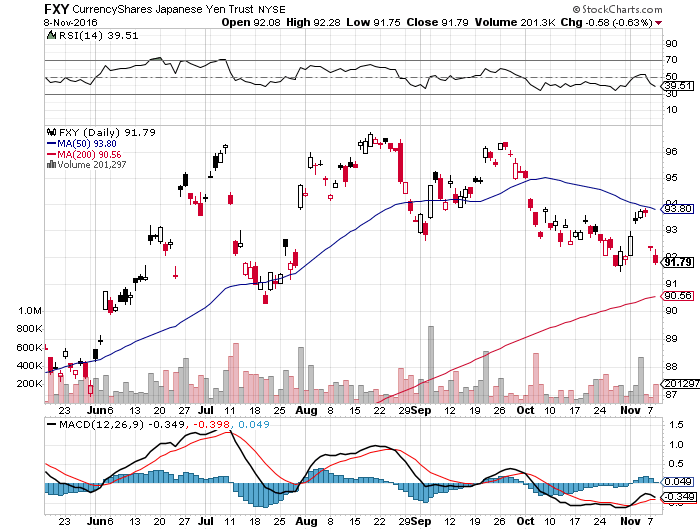 FXY CurrencyShares Japanese Yen Trust NYSE © StockCharts.com
8-Nov-2016 Open 92.08 High 92.28 Low 91.75 Close 91.79 Volume 201.3K Chg -0.58 (-0.63%)
RSI(14) 39.51
90
70
50
39.51
30
10
FXY (Daily) 91.79
MA(50) 93.80
MA(200) 90.56
Volume 201,297
96
95
94
93.80
93
92
91.79
91
90.56
90
89
88
87
1.0M
800K
600K
400K
200K
201297
23 Jun 6 13 20 27 Jul 11 18 25 Aug 8 15 22 29 Sep 12 19 26 Oct 10 17 24 Nov 7
MACD(12,26,9) -0.349, -0.398, 0.049
1.5
1.0
0.5
0.049
-0.349
23 Jun 6 13 20 27 Jul 11 18 25 Aug 8 15 22 29 Sep 12 19 26 Oct 10 17 24 Nov 7